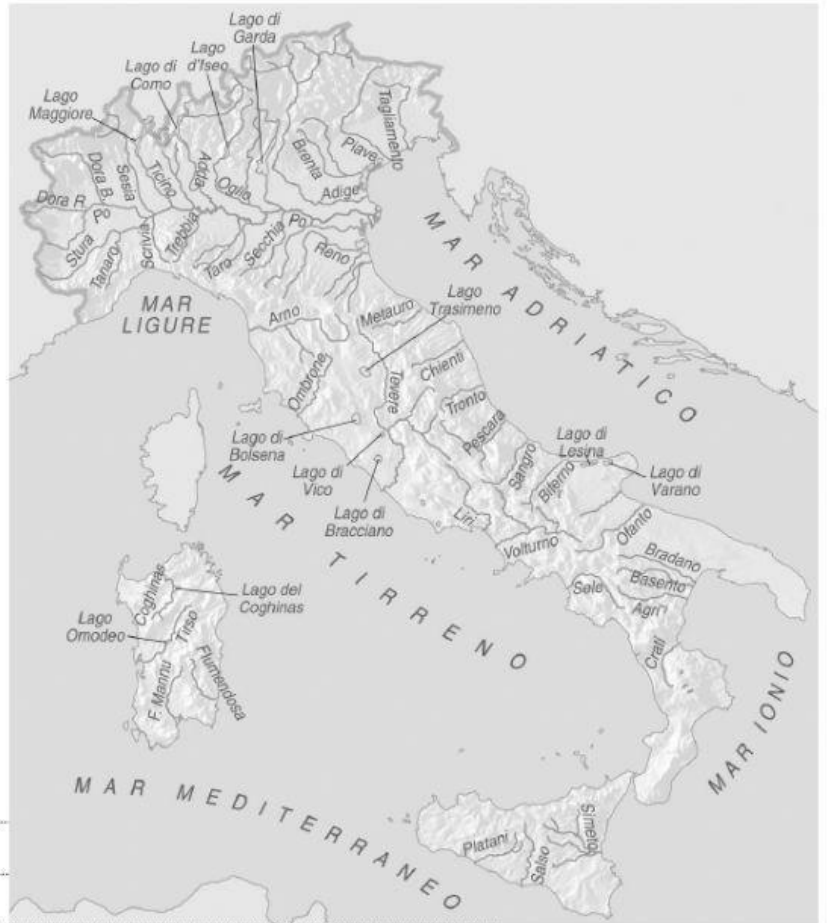 Lago di
Garda
Lago
d'Iseo
Lago di
Como
Lago
Maggiore
Tagliamento
Piave
Brenta
Adige
Dora B.
Sesia
Ticino
Adda
Oglio
Dora R.
Po
Stura
Tanaro
Scrivia
Trebbia
Taro
Secchia
Po
Reno
MAR
LIGURE
MAR ADRIATICO
Arno
Metauro
Lago
Trasimeno
Ombrone
Tevere
Chienti
Tronto
Pescara
Lago di
Bolsena
Lago di
Vico
Lago di
Bracciano
Sangro
Biferno
Lago di
Lesina
Lago di
Varano
MAR TIRRENO
Liri
Volturno
Ofanto
Bradano
Basento
Sele
Agri
Crati
Coghinas
Lago del
Coghinas
Lago
Omodeo
Tirso
F. Mannu
Flumendosa
MAR IONIO
MAR MEDITERRANEO
Platani
Salso
Simeto